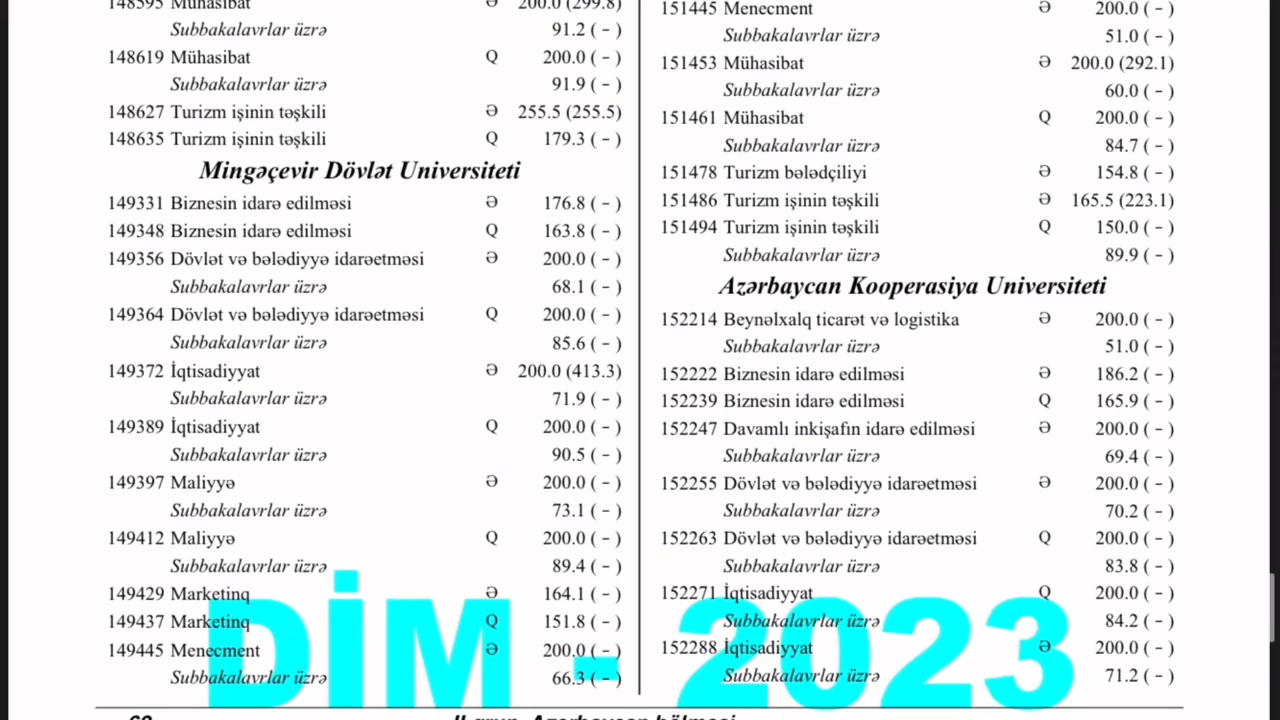 148595 Mühasibat Ə 200.0 (299.8)
Subbakalavrlar üzrə 91.2 ( - )
148619 Mühasibat Q 200.0 ( - )
Subbakalavrlar üzrə 91.9 ( - )
148627 Turizm işinin təşkili Ə 255.5 (255.5)
148635 Turizm işinin təşkili Q 179.3 ( - )
Mingəçevir Dövlət Universiteti
149331 Biznesin idarə edilməsi Ə 176.8 ( - )
149348 Biznesin idarə edilməsi Q 163.8 ( - )
149356 Dövlət və bələdiyyə idarəetməsi Ə 200.0 ( - )
Subbakalavrlar üzrə 68.1 ( - )
149364 Dövlət və bələdiyyə idarəetməsi Q 200.0 ( - )
Subbakalavrlar üzrə 85.6 ( - )
149372 İqtisadiyyat Ə 200.0 (413.3)
Subbakalavrlar üzrə 71.9 ( - )
149389 İqtisadiyyat Q 200.0 ( - )
Subbakalavrlar üzrə 90.5 ( - )
149397 Maliyyə Ə 200.0 ( - )
Subbakalavrlar üzrə 73.1 ( - )
149412 Maliyyə Q 200.0 ( - )
Subbakalavrlar üzrə 89.4 ( - )
149429 Marketinq Ə 164.1 ( - )
149437 Marketinq Q 151.8 ( - )
149445 Menecment Ə 200.0 ( - )
Subbakalavrlar üzrə 66.3 ( - )
151445 Menecment Ə 200.0 ( - )
Subbakalavrlar üzrə 51.0 ( - )
151453 Mühasibat Ə 200.0 (292.1)
Subbakalavrlar üzrə 60.0 ( - )
151461 Mühasibat Q 200.0 ( - )
Subbakalavrlar üzrə 84.7 ( - )
151478 Turizm bələdçiliyi Ə 154.8 ( - )
151486 Turizm işinin təşkili Ə 165.5 (223.1)
151494 Turizm işinin təşkili Q 150.0 ( - )
Subbakalavrlar üzrə 89.9 ( - )
Azərbaycan Kooperasiya Universiteti
152214 Beynəlxalq ticarət və logistika Ə 200.0 ( - )
Subbakalavrlar üzrə 51.0 ( - )
152222 Biznesin idarə edilməsi Ə 186.2 ( - )
152239 Biznesin idarə edilməsi Q 165.9 ( - )
152247 Davamlı inkişafın idarə edilməsi Ə 200.0 ( - )
Subbakalavrlar üzrə 69.4 ( - )
152255 Dövlət və bələdiyyə idarəetməsi Ə 200.0 ( - )
Subbakalavrlar üzrə 70.2 ( - )
152263 Dövlət və bələdiyyə idarəetməsi Q 200.0 ( - )
Subbakalavrlar üzrə 83.8 ( - )
152271 İqtisadiyyat Q 200.0 ( - )
Subbakalavrlar üzrə 84.2 ( - )
152288 İqtisadiyyat Ə 200.0 ( - )
Subbakalavrlar üzrə 71.2 ( - )
DİM - 2023
II qrup, Azərbaycan bölməsi